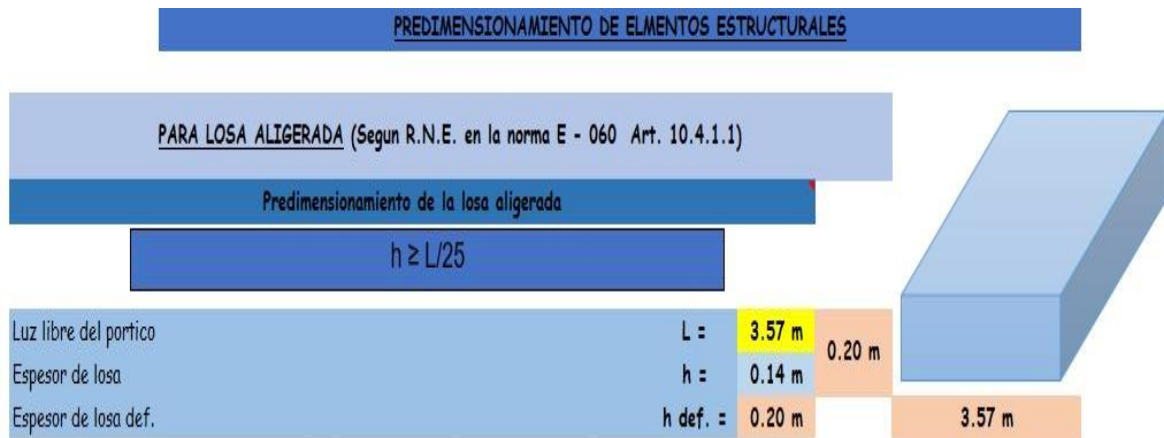 PREDIMENSIONAMIENTO DE ELMENTOS ESTRUCTURALES
PARA LOSA ALIGERADA (Segun R.N.E. en la norma E - 060 Art. 10.4.1.1)
Predimensionamiento de la losa aligerada
h ≥ L/25
Luz libre del portico L = 3.57 m
0.20 m
Espesor de losa h = 0.14 m
Espesor de losa def. h def. = 0.20 m 3.57 m